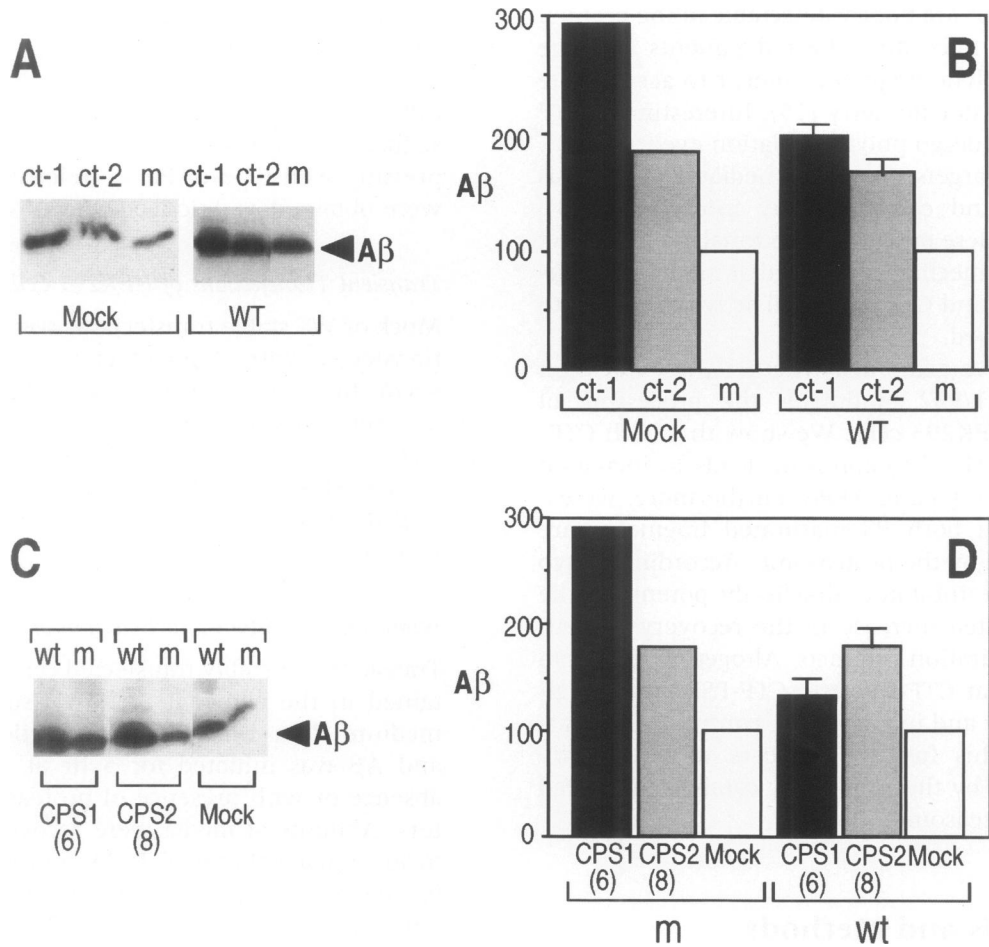 A
ct-1 ct-2 m ct-1 ct-2 m
Aβ
Mock WT
B
300
200
Aβ
100
0
ct-1 ct-2 m ct-1 ct-2 m
Mock WT
C
wt m wt m wt m
Aβ
CPS1 CPS2 Mock
(6) (8)
D
300
200
Aβ
100
0
CPS1 CPS2 Mock CPS1 CPS2 Mock
(6) (8) (6) (8)
m wt